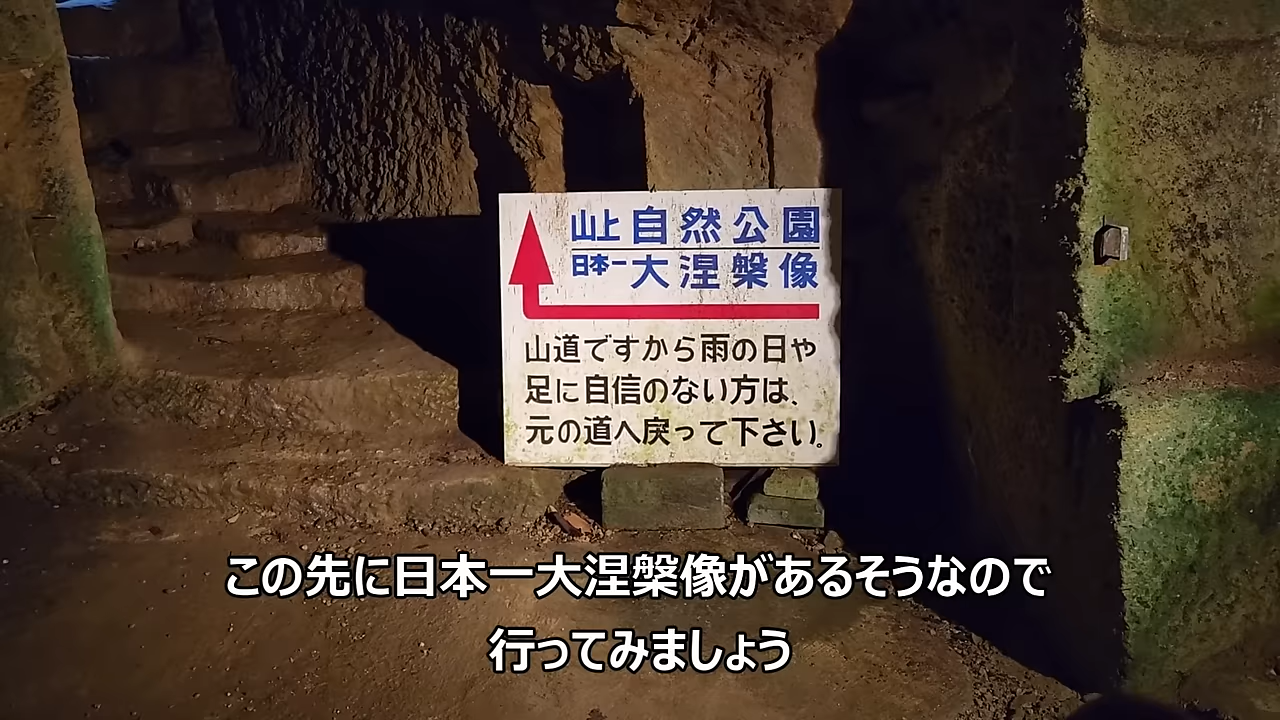 山上自然公園
日本一大涅槃像
山道ですから雨の日や
足に自信のない方は、
元の道へ戻って下さい。
この先に日本一大涅槃像があるそうなので
行ってみましょう